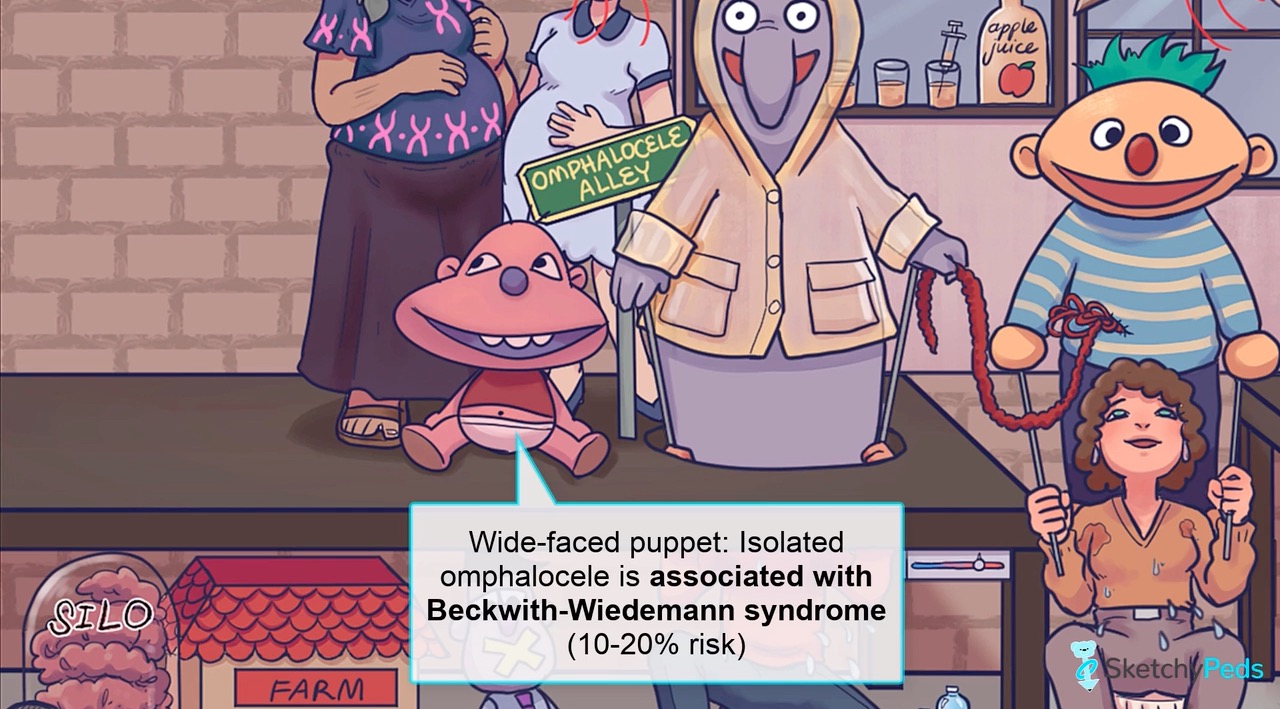 apple
juice
OMPHALOCELE
ALLEY
Wide-faced puppet: Isolated
omphalocele is associated with
Beckwith-Wiedemann syndrome
(10-20% risk)
SILO
FARM
SketchyPeds